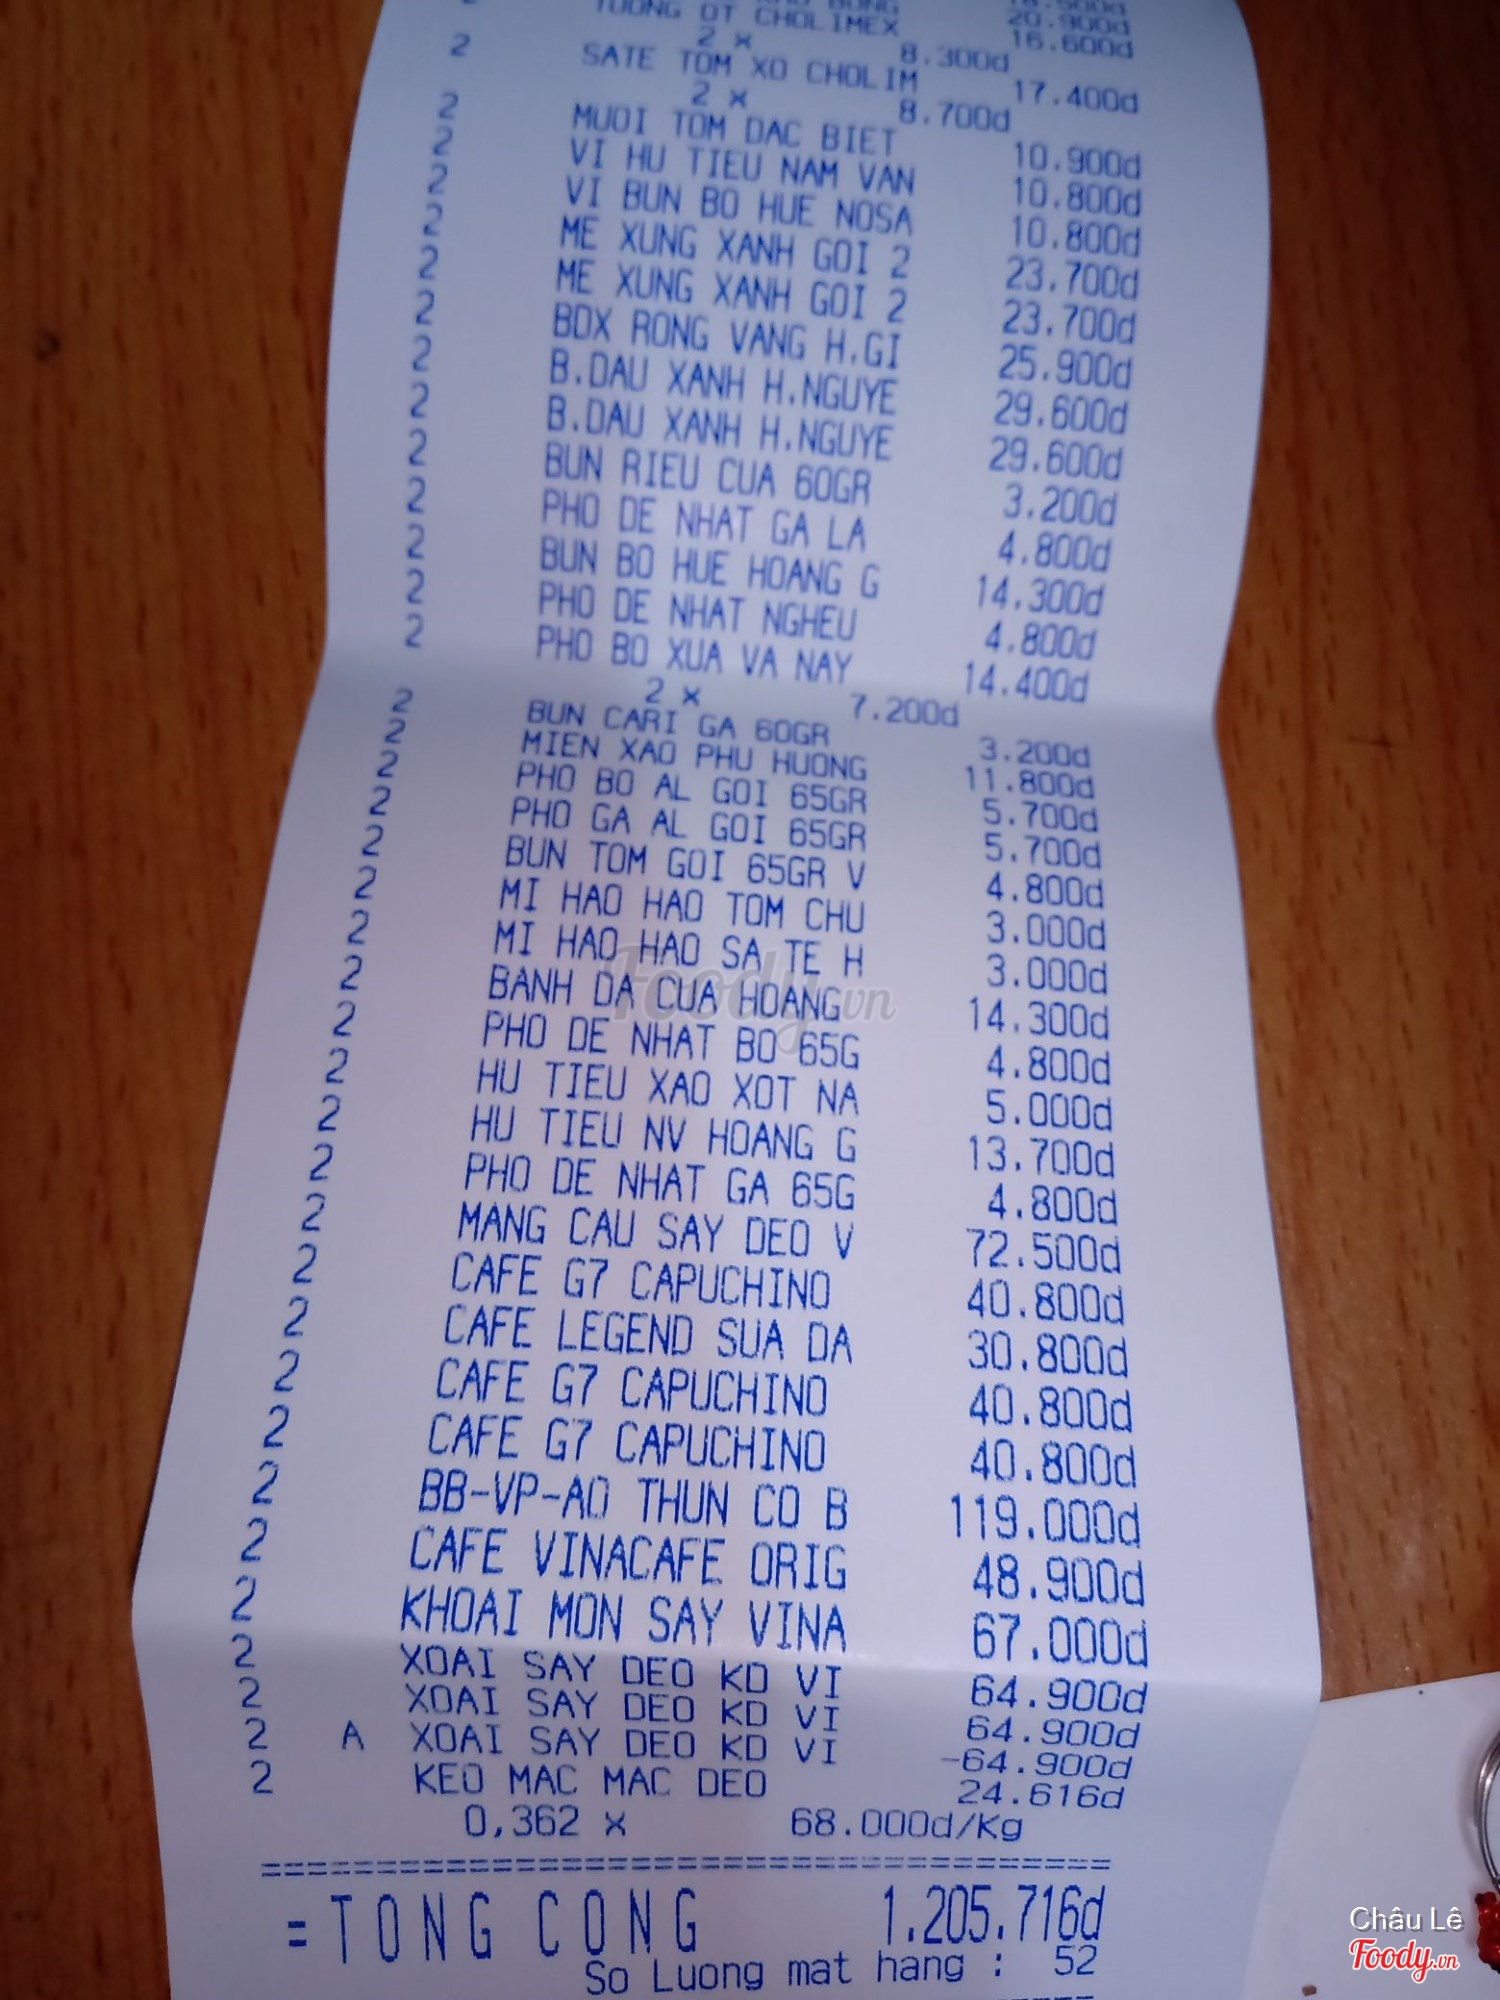 20.900d
2 TUONG OT CHOLIMEX 16.600d
2 x 8.300d
2 SATE TOM XO CHOLIM 17.400d
2 x 8.700d
2 MUOI TOM DAC BIET 10.900d
2 VI HU TIEU NAM VAN 10.800d
2 VI BUN BO HUE NOSA 10.800d
2 ME XUNG XANH GOI 2 23.700d
2 ME XUNG XANH GOI 2 23.700d
2 BDX RONG VANG H.GI 25.900d
2 B.DAU XANH H.NGUYE 29.600d
2 B.DAU XANH H.NGUYE 29.600d
2 BUN RIEU CUA 60GR 3.200d
2 PHO DE NHAT GA LA 4.800d
2 BUN BO HUE HOANG G 14.300d
2 PHO DE NHAT NGHEU 4.800d
2 PHO BO XUA VA NAY 14.400d
2 x 7.200d
2 BUN CARI GA 60GR 3.200d
2 MIEN XAO PHU HUONG 11.800d
2 PHO BO AL GOI 65GR 5.700d
2 PHO GA AL GOI 65GR 5.700d
2 BUN TOM GOI 65GR V 4.800d
2 MI HAO HAO TOM CHU 3.000d
2 MI HAO HAO SA TE H 3.000d
2 BANH DA CUA HOANG 14.300d
2 PHO DE NHAT BO 65G 4.800d
2 HU TIEU XAO XOT NA 5.000d
2 HU TIEU NV HOANG G 13.700d
2 PHO DE NHAT GA 65G 4.800d
2 MANG CAU SAY DEO V 72.500d
2 CAFE G7 CAPUCHINO 40.800d
2 CAFE LEGEND SUA DA 30.800d
2 CAFE G7 CAPUCHINO 40.800d
2 CAFE G7 CAPUCHINO 40.800d
2 BB-VP-AO THUN CO B 119.000d
2 CAFE VINACAFE ORIG 48.900d
2 KHOAI MON SAY VINA 67.000d
2 XOAI SAY DEO KD VI 64.900d
2 XOAI SAY DEO KD VI 64.900d
2 A XOAI SAY DEO KD VI -64.900d
2 KEO MAC MAC DEO 24.616d
0,362 x 68.000d/Kg
===================================
=TONG CONG 1.205.716d
So Luong mat hang : 52
Foody.vn
Châu Lê
Foody.vn